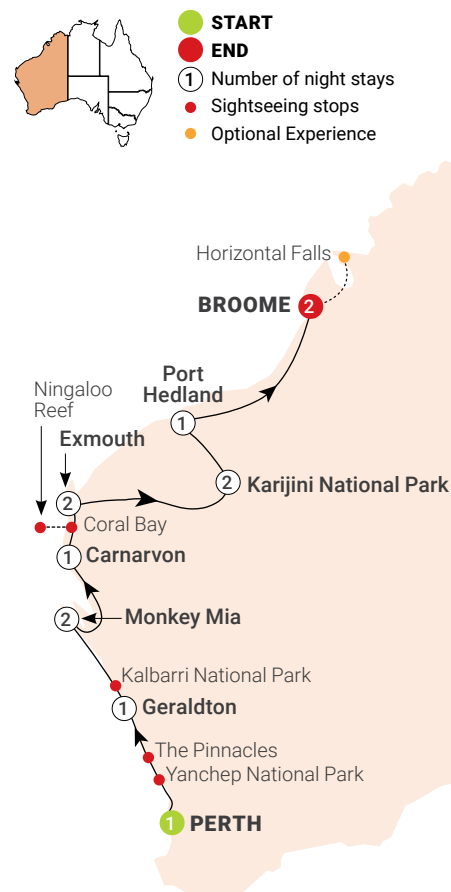 START
END
1 Number of night stays
Sightseeing stops
Optional Experience
Horizontal Falls
BROOME 2
Port
Hedland
1
Ningaloo
Reef
Exmouth
2
2 Karijini National Park
Coral Bay
1 Carnarvon
2 Monkey Mia
Kalbarri National Park
1 Geraldton
The Pinnacles
Yanchep National Park
1 PERTH